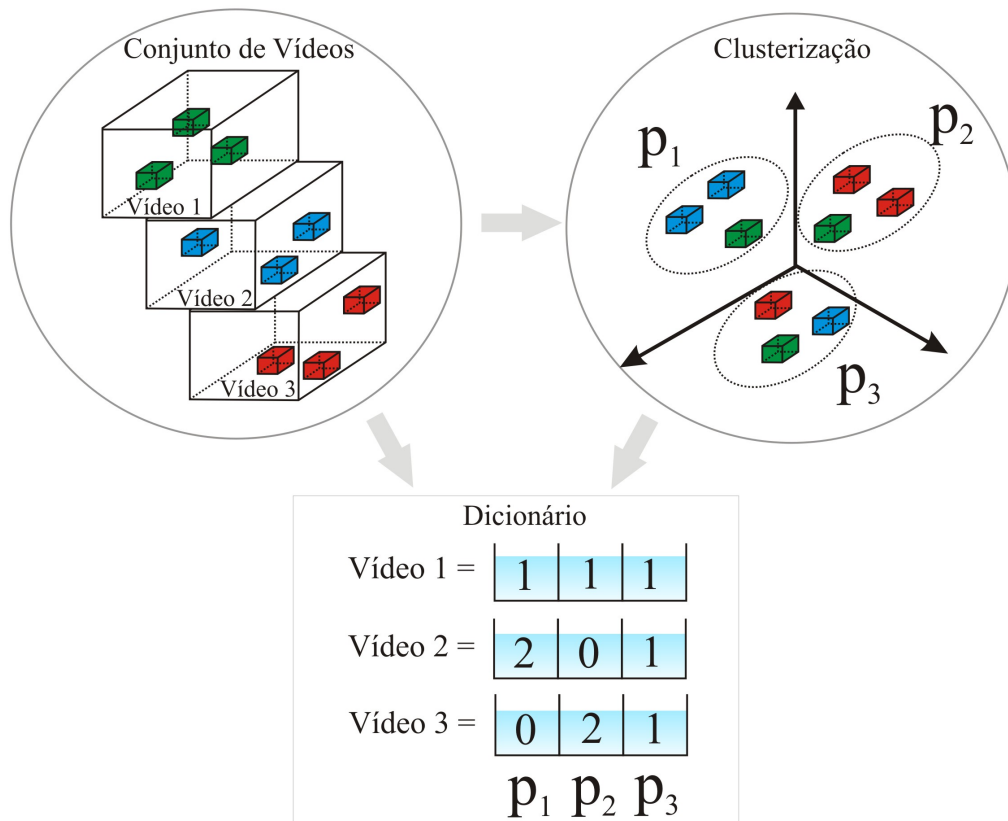 Conjunto de Vídeos
Vídeo 1
Vídeo 2
Vídeo 3
Clusterização
p1
p2
p3
Dicionário
Vídeo 1 = 1 1 1
Vídeo 2 = 2 0 1
Vídeo 3 = 0 2 1
p1 p2 p3